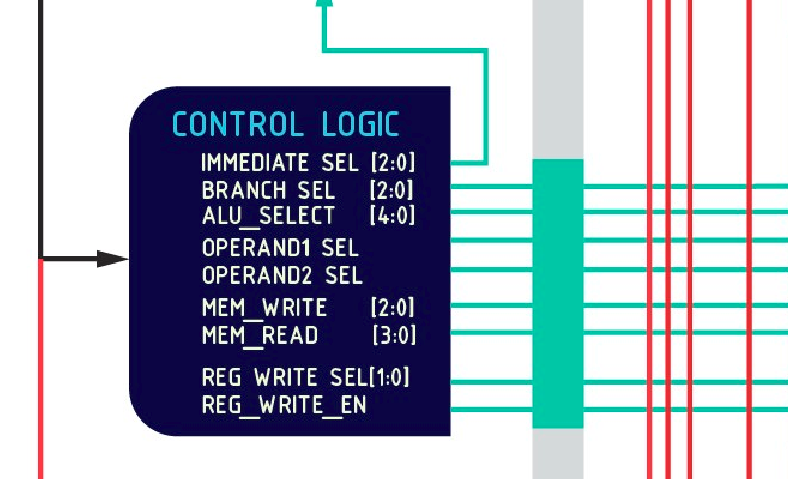 CONTROL LOGIC
IMMEDIATE SEL [2:0]
BRANCH SEL [2:0]
ALU_SELECT [4:0]
OPERAND1 SEL
OPERAND2 SEL
MEM_WRITE [2:0]
MEM_READ [3:0]
REG WRITE SEL[1:0]
REG_WRITE_EN